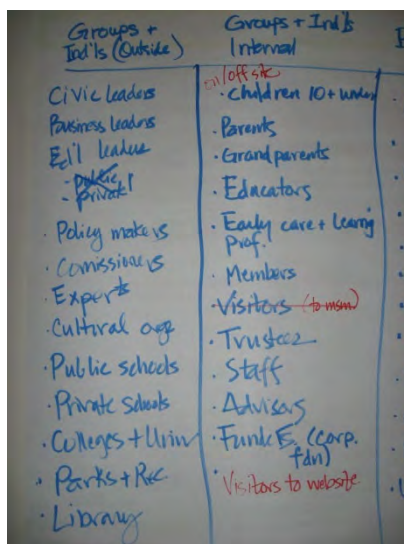 Groups +
Ind'ls (Outside)
Civic leaders
Business leaders
Ed'l leaders
- public
- private
· Policy makers
· Comissioners
· Experts
· Cultural orgs
· Public schools
· Private Schools
· Colleges + Univ
· Parks + Rec
· Library
Groups + Ind'ls
Internal
on/off site
· Children 10 + under
· Parents
· Grandparents
· Educators
· Early care + Learning
Prof.
· Members
· Visitors (to msm)
· Trustees
· Staff
· Advisors
· Funders (Corp.
fdn)
· Visitors to website